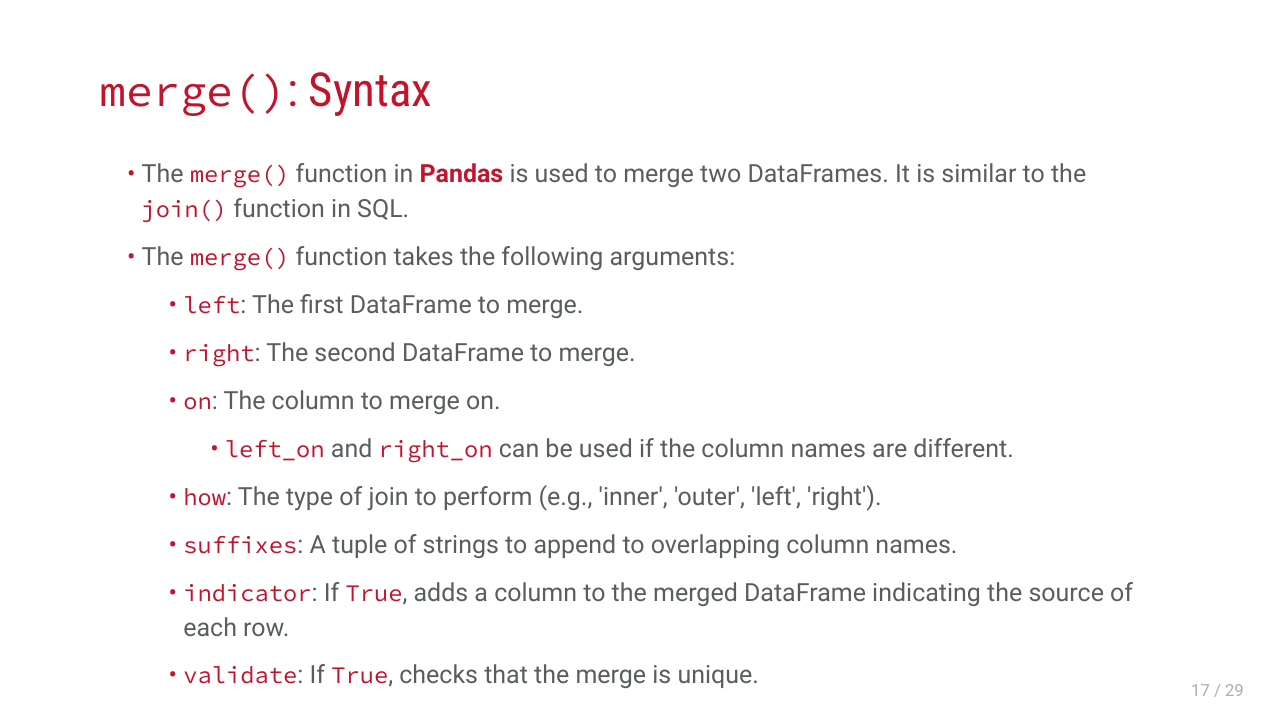 merge(): Syntax
• The merge() function in Pandas is used to merge two DataFrames. It is similar to the
join() function in SQL.
• The merge() function takes the following arguments:
• left: The first DataFrame to merge.
• right: The second DataFrame to merge.
• on: The column to merge on.
• left_on and right_on can be used if the column names are different.
• how: The type of join to perform (e.g., 'inner', 'outer', 'left', 'right').
• suffixes: A tuple of strings to append to overlapping column names.
• indicator: If True, adds a column to the merged DataFrame indicating the source of
each row.
• validate: If True, checks that the merge is unique.
17 / 29